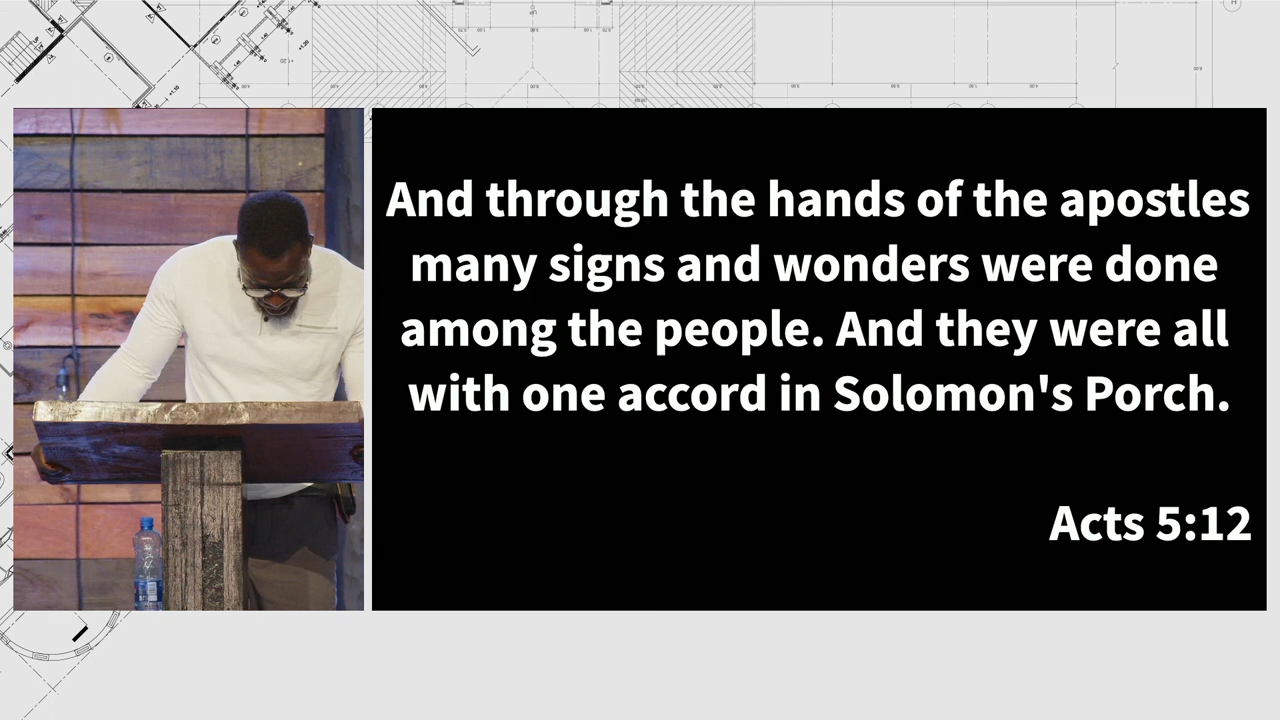 And through the hands of the apostles
many signs and wonders were done
among the people. And they were all
with one accord in Solomon's Porch.
Acts 5:12